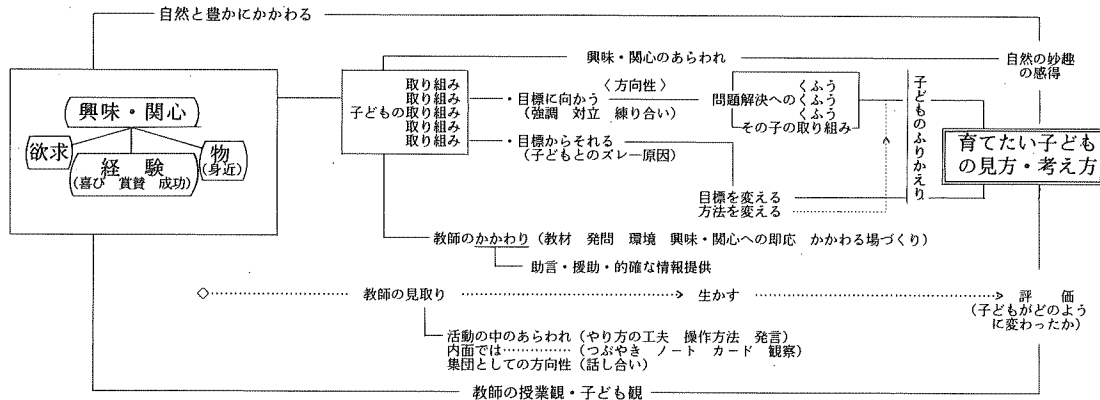 自然と豊かにかかわる
興味・関心のあらわれ
自然の妙趣
の感得
興味・関心
欲求
経　験
(喜び　賞賛　成功)
物
(身近)
取り組み
取り組み
子どもの取り組み
取り組み
取り組み
〈方向性〉
・目標に向かう
(強調　対立　練り合い)
・目標からそれる
(子どもとのズレー原因)
くふう
問題解決へのくふう
くふう
その子の取り組み
目標を変える
方法を変える
子どものふりかえり
育てたい子ども
の見方・考え方
教師のかかわり（教材　発問　環境　興味・関心への即応　かかわる場づくり）
助言・援助・的確な情報提供
教師の見取り
生かす
評　価
(子どもがどのよう
に変わったか)
活動の中のあらわれ（やり方の工夫　操作方法　発言）
内面では…………（つぶやき　ノート　カード　観察）
集団としての方向性（話し合い）
教師の授業観・子ども観